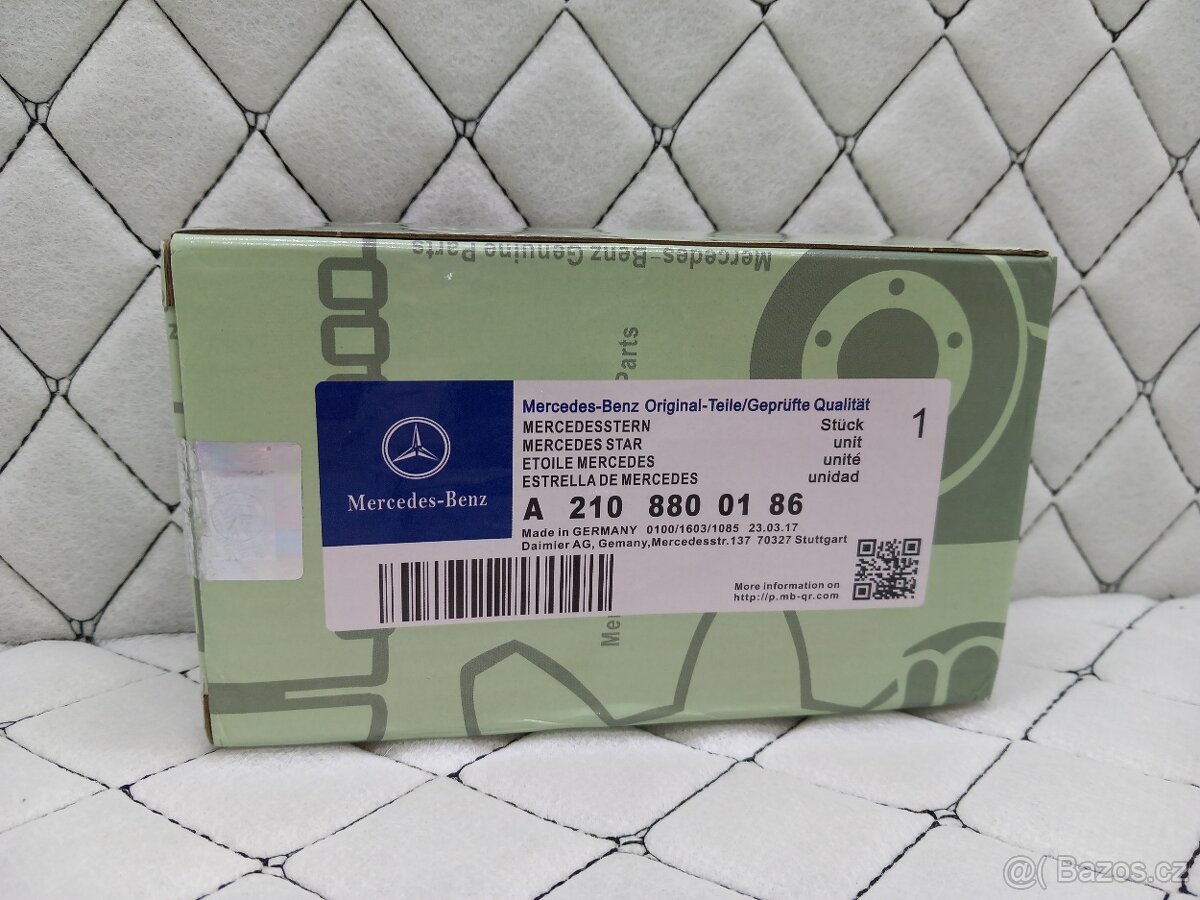 Mercedes-Benz Genuine Parts
Parts
Mercedes-Benz
Mercedes-Benz Original-Teile/Geprüfte Qualität
MERCEDESSTERN Stück 1
MERCEDES STAR unit
ETOILE MERCEDES unité
ESTRELLA DE MERCEDES unidad
A 210 880 01 86
Made in GERMANY 0100/1603/1085 23.03.17
Daimler AG, Gemany,Mercedesstr.137 70327 Stuttgart
More information on
http://p.mb-qr.com
Me
@( Bazos.cz